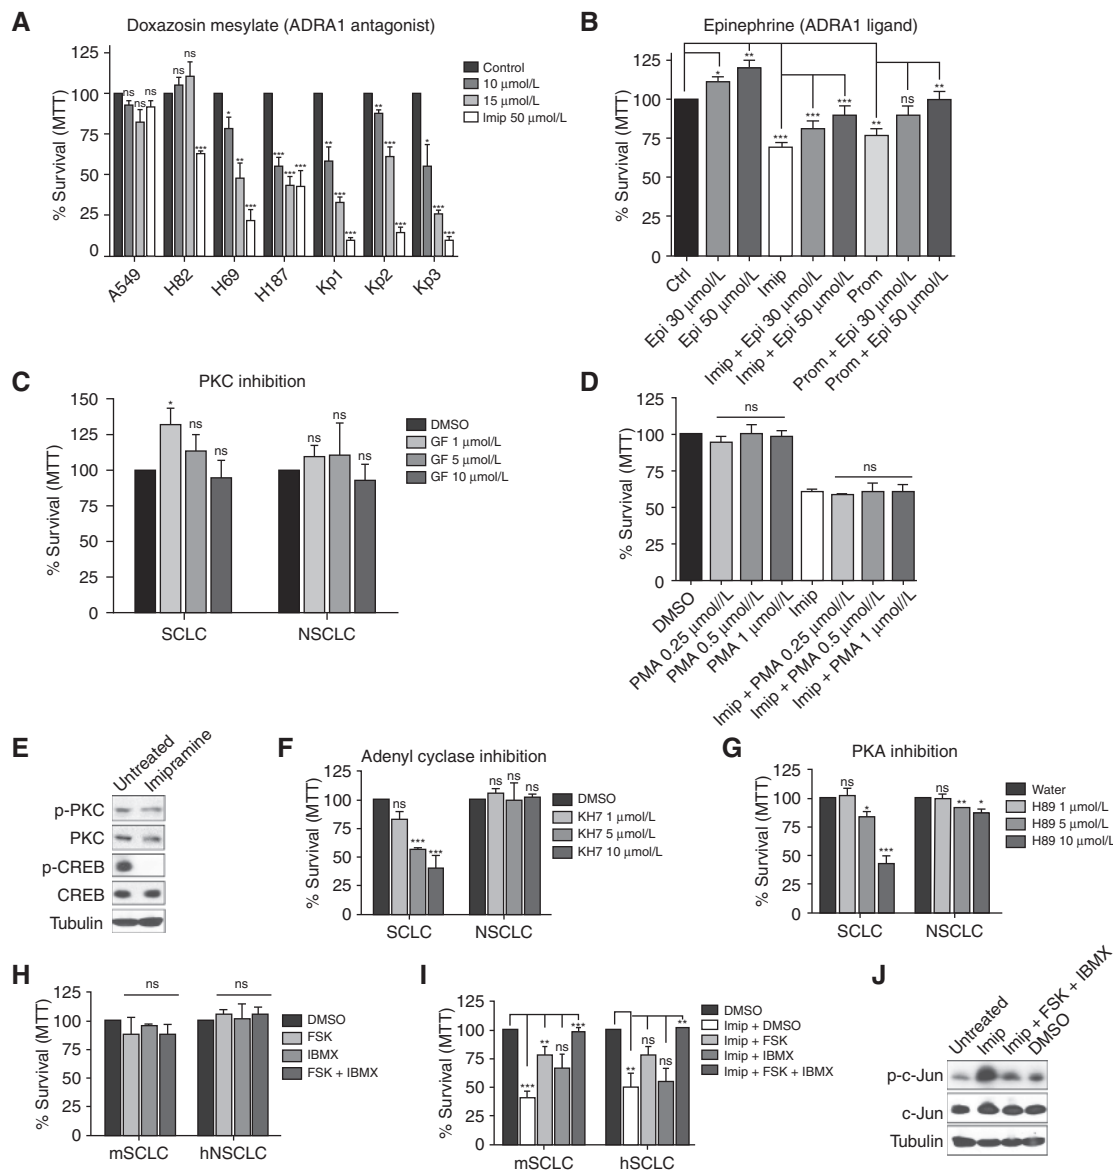 A
Doxazosin mesylate (ADRA1 antagonist)
% Survival (MTT)
125
100
75
50
25
0
ns ns ns
ns ns ***
* ** ***
*** *** ***
** *** ***
** *** ***
* *** ***
A549
H82
H69
H187
Kp1
Kp2
Kp3
Control
10 μmol/L
15 μmol/L
Imip 50 μmol/L
B
Epinephrine (ADRA1 ligand)
% Survival (MTT)
125
100
75
50
25
0
* ** *** *** *** ** ns **
Ctrl
Epi 30 μmol/L
Epi 50 μmol/L
Imip
Imip + Epi 30 μmol/L
Imip + Epi 50 μmol/L
Prom
Prom + Epi 30 μmol/L
Prom + Epi 50 μmol/L
C
PKC inhibition
% Survival (MTT)
150
125
100
75
50
25
0
* ns ns
ns ns ns
SCLC
NSCLC
DMSO
GF 1 μmol/L
GF 5 μmol/L
GF 10 μmol/L
D
% Survival (MTT)
125
100
75
50
25
0
ns
ns
DMSO
PMA 0.25 μmol//L
PMA 0.5 μmol//L
PMA 1 μmol//L
Imip
Imip + PMA 0.25 μmol//L
Imip + PMA 0.5 μmol//L
Imip + PMA 1 μmol//L
E
Untreated
Imipramine
p-PKC
PKC
p-CREB
CREB
Tubulin
F
Adenyl cyclase inhibition
% Survival (MTT)
125
100
75
50
25
0
ns *** ***
ns ns ns
SCLC
NSCLC
DMSO
KH7 1 μmol/L
KH7 5 μmol/L
KH7 10 μmol/L
G
PKA inhibition
% Survival (MTT)
125
100
75
50
25
0
ns * ***
ns ** *
SCLC
NSCLC
Water
H89 1 μmol/L
H89 5 μmol/L
H89 10 μmol/L
H
% Survival (MTT)
125
100
75
50
25
0
ns
ns
mSCLC
hNSCLC
DMSO
FSK
IBMX
FSK + IBMX
I
% Survival (MTT)
125
100
75
50
25
0
*** ** ns ***
** ns ns **
mSCLC
hSCLC
DMSO
Imip + DMSO
Imip + FSK
Imip + IBMX
Imip + FSK + IBMX
J
Untreated
Imip
Imip + FSK + IBMX
DMSO
p-c-Jun
c-Jun
Tubulin